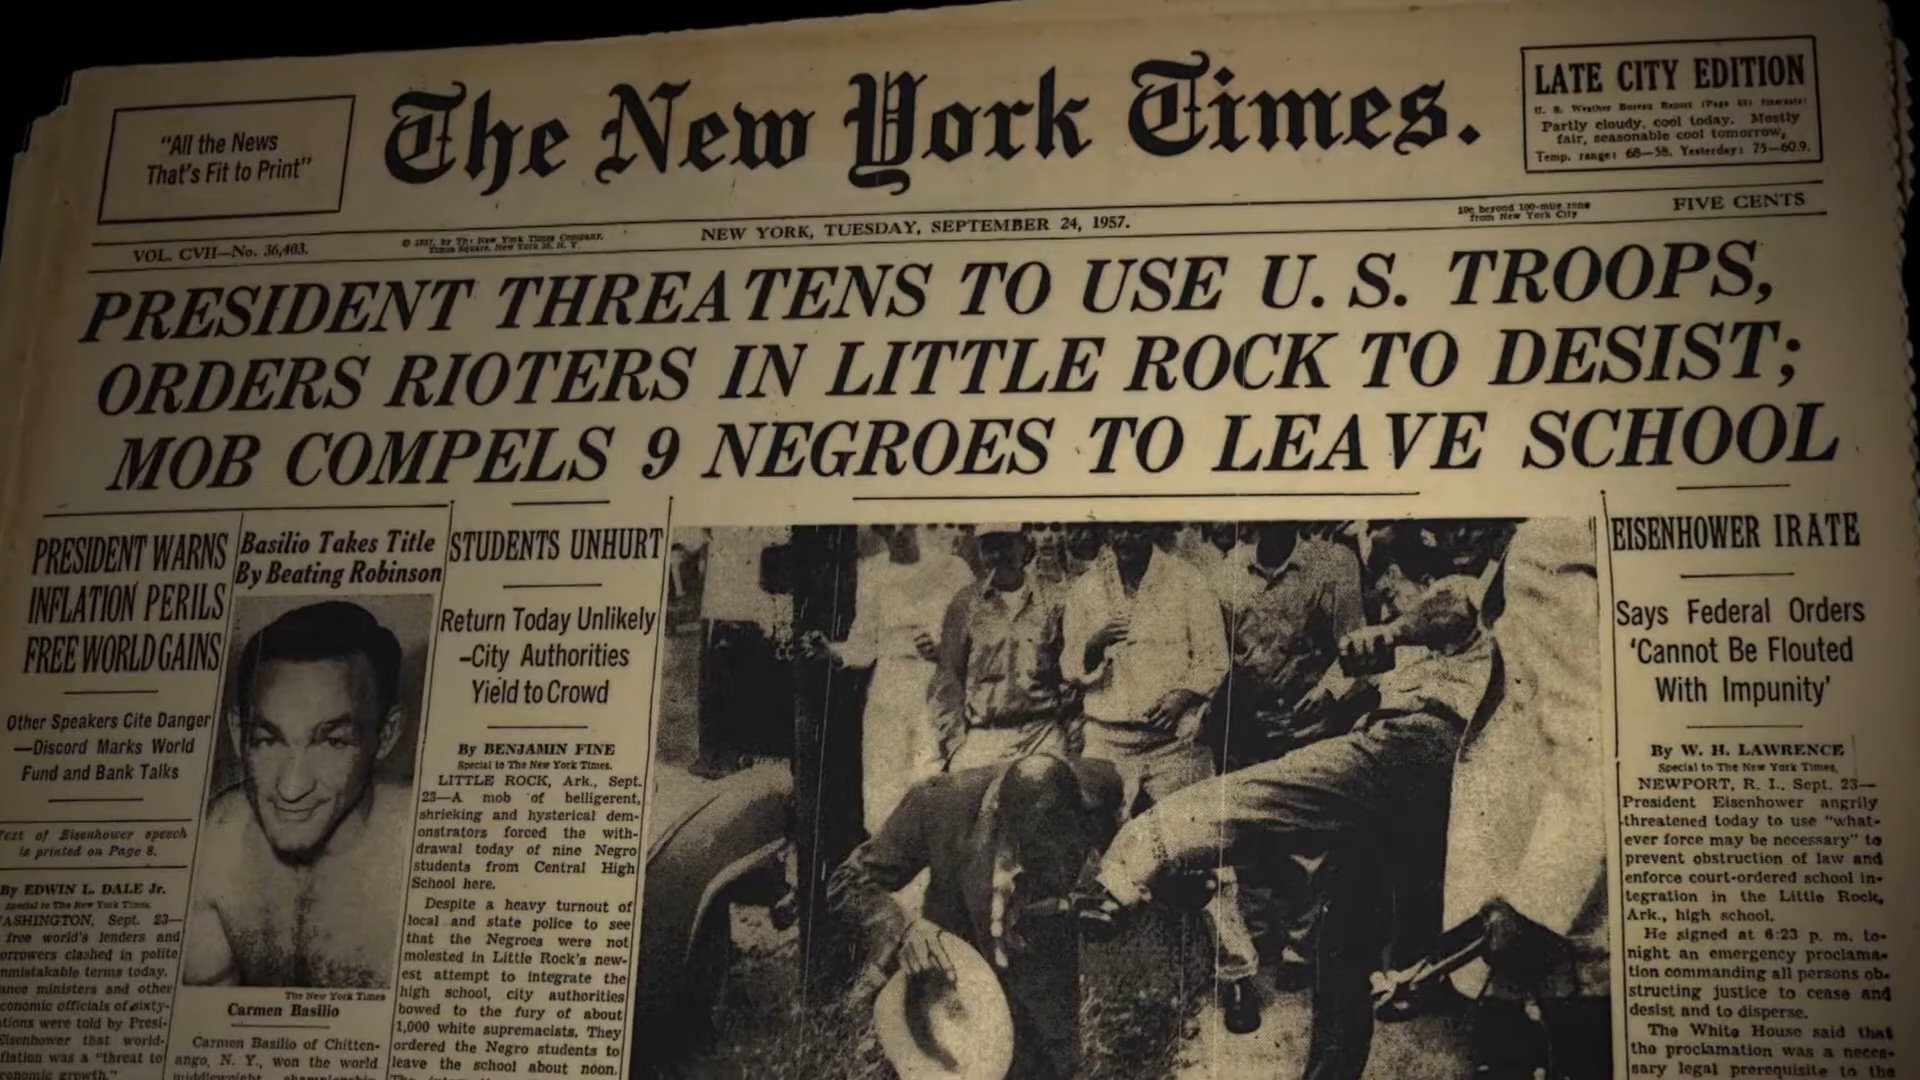 "All the News
That's Fit to Print"
The New York Times.
LATE CITY EDITION
U. S. Weather Bureau Report (Page 63) forecasts:
Partly cloudy, cool today. Mostly
fair, seasonable cool tomorrow,
Temp. range: 68—58. Yesterday: 75—60.9.
VOL. CVII—No. 36,403.
© 1957, by The New York Times Company.
Times Square, New York 36, N. Y.
NEW YORK, TUESDAY, SEPTEMBER 24, 1957.
10c beyond 100-mile zone
from New York City
FIVE CENTS
PRESIDENT THREATENS TO USE U. S. TROOPS,
ORDERS RIOTERS IN LITTLE ROCK TO DESIST;
MOB COMPELS 9 NEGROES TO LEAVE SCHOOL
PRESIDENT WARNS
INFLATION PERILS
FREE WORLD GAINS
Other Speakers Cite Danger
—Discord Marks World
Fund and Bank Talks
Text of Eisenhower speech
is printed on Page 8.
By EDWIN L. DALE Jr.
Special to The New York Times.
WASHINGTON, Sept. 23—
free world's lenders and
orrowers clashed in polite
nmistakable terms today.
ance ministers and other
conomic officials of sixty-
tions were told by Presi-
Eisenhower that world-
flation was a "threat to
conomic growth."
Basilio Takes Title
By Beating Robinson
The New York Times
Carmen Basilio
Carmen Basilio of Chitten-
ango, N. Y., won the world
middleweight championship
STUDENTS UNHURT
Return Today Unlikely
-City Authorities
Yield to Crowd
By BENJAMIN FINE
Special to The New York Times.
LITTLE ROCK, Ark., Sept.
23—A mob of belligerent,
shrieking and hysterical dem-
onstrators forced the with-
drawal today of nine Negro
students from Central High
School here.
Despite a heavy turnout of
local and state police to see
that the Negroes were not
molested in Little Rock's new-
est attempt to integrate the
high school, city authorities
bowed to the fury of about
1,000 white supremacists. They
ordered the Negro students to
leave the school about noon.
EISENHOWER IRATE
Says Federal Orders
'Cannot Be Flouted
With Impunity'
By W. H. LAWRENCE
Special to The New York Times.
NEWPORT, R. I., Sept. 23—
President Eisenhower angrily
threatened today to use "what-
ever force may be necessary" to
prevent obstruction of law and
enforce court-ordered school in-
tegration in the Little Rock,
Ark., high school.
He signed at 6:23 p. m. to-
night an emergency proclama-
tion commanding all persons ob-
structing justice to cease and
desist and to disperse.
The White House said that
the proclamation was a neces-
sary legal prerequisite to the